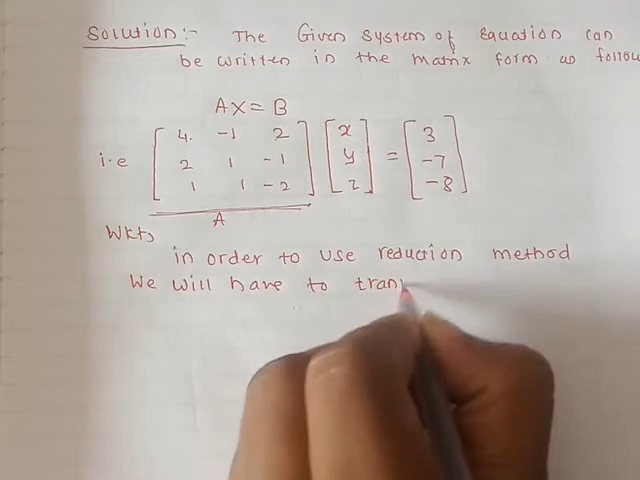 Solution:- The Given System of Equation can
be written in the matrix form as follow
AX = B
i.e [ 4. -1 2 ] [ x ] = [ 3 ]
[ 2 1 -1 ] [ y ] [ -7 ]
[ 1 1 -2 ] [ z ] [ -8 ]
A
WKT,
in order to use reduction method
We will have to tran